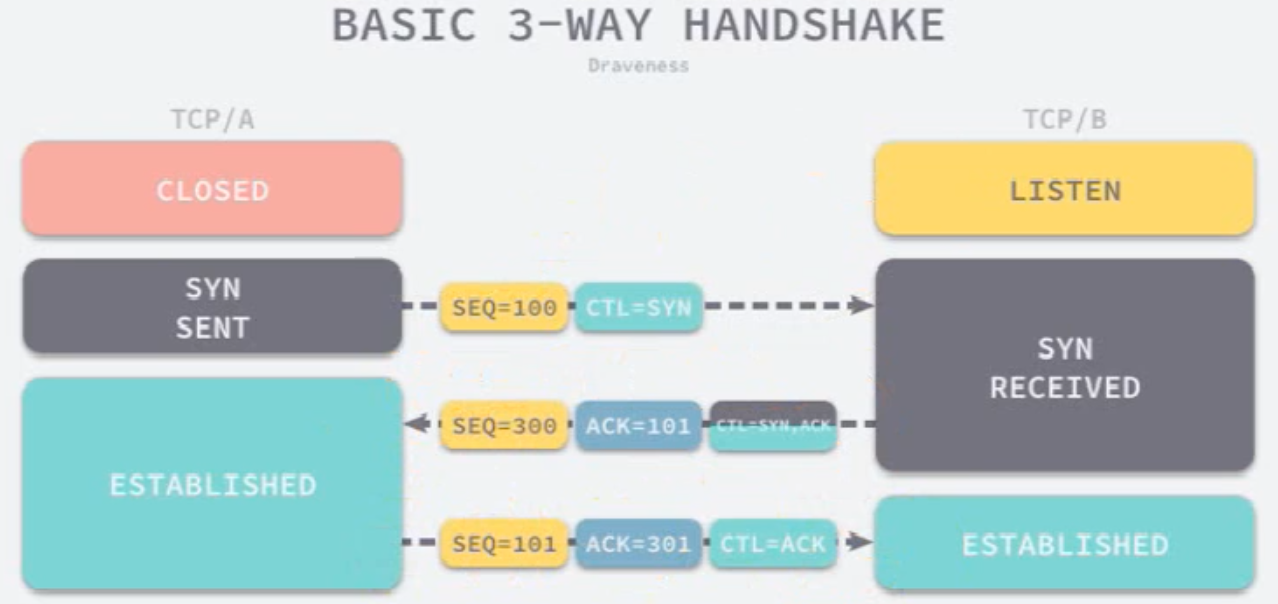 BASIC 3-WAY HANDSHAKE
Draveness
TCP/A
TCP/B
CLOSED
LISTEN
SYN
SENT
SEQ=100 CTL=SYN
SYN
RECEIVED
SEQ=300 ACK=101 CTL=SYN,ACK
ESTABLISHED
SEQ=101 ACK=301 CTL=ACK
ESTABLISHED